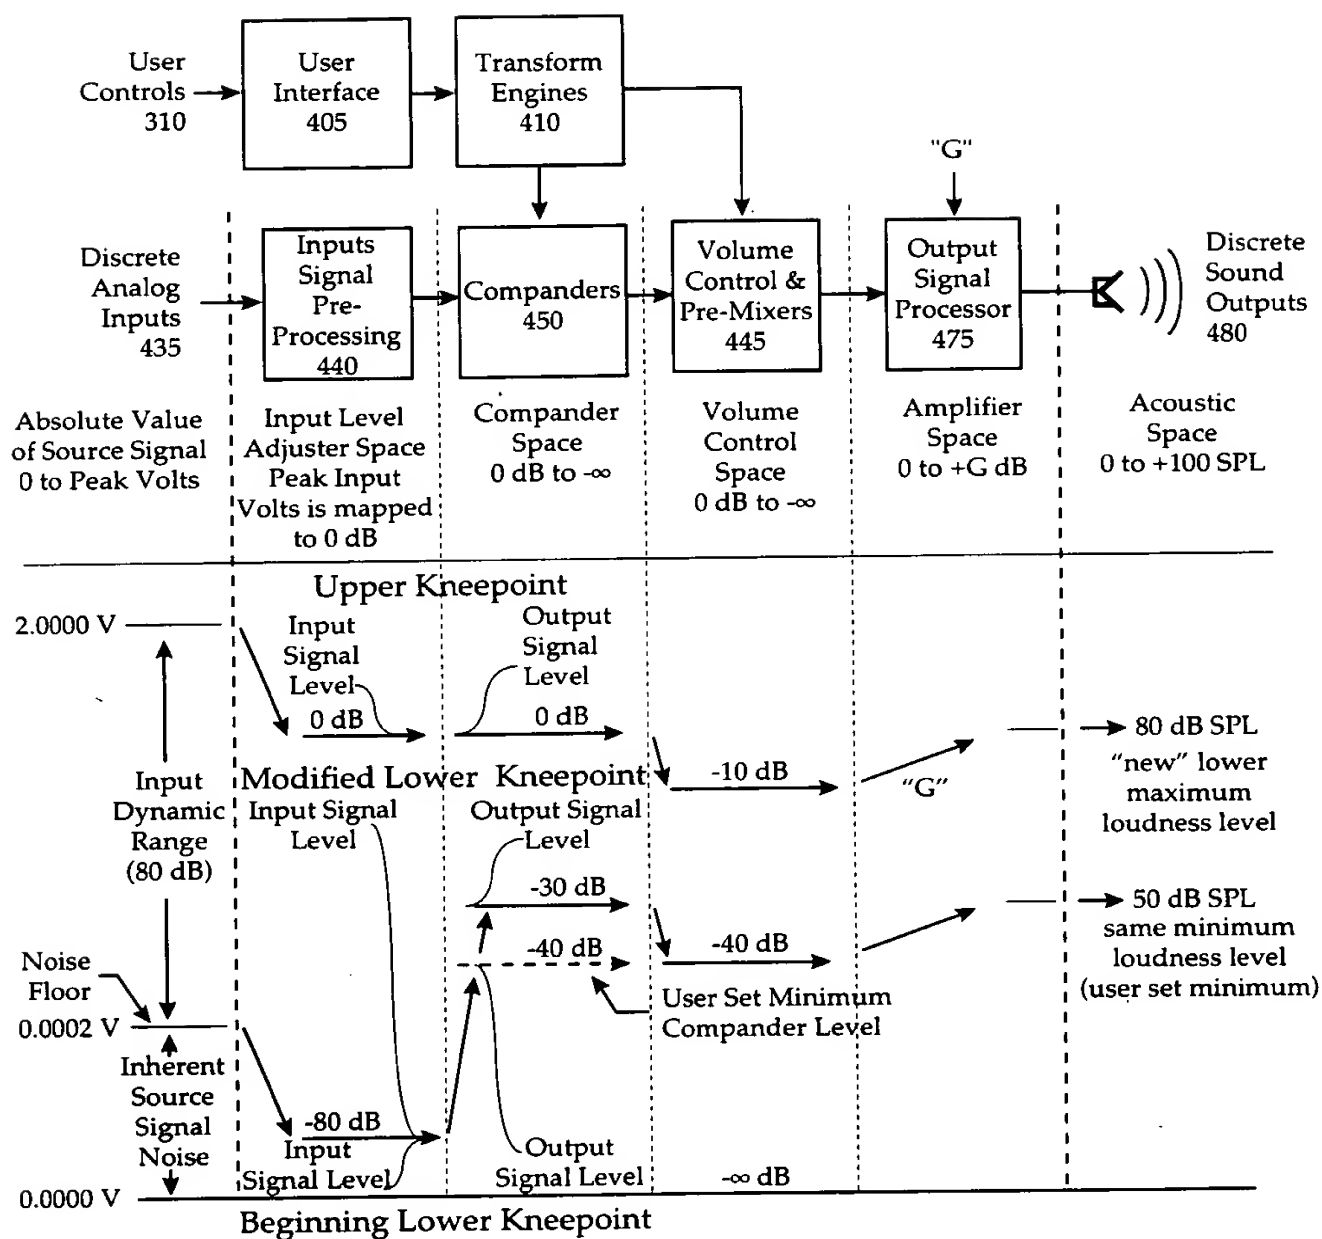 User
Controls
310
User
Interface
405
Transform
Engines
410
"G"
Discrete
Analog
Inputs
435
Inputs
Signal
Pre-
Processing
440
Companders
450
Volume
Control &
Pre-Mixers
445
Output
Signal
Processor
475
Discrete
Sound
Outputs
480
Absolute Value
of Source Signal
0 to Peak Volts
Input Level
Adjuster Space
Peak Input
Volts is mapped
to 0 dB
Compander
Space
0 dB to -∞
Volume
Control
Space
0 dB to -∞
Amplifier
Space
0 to +G dB
Acoustic
Space
0 to +100 SPL
Upper Kneepoint
2.0000 V
Input
Signal
Level
0 dB
Output
Signal
Level
0 dB
-10 dB
"G"
80 dB SPL
"new" lower
maximum
loudness level
Input
Dynamic
Range
(80 dB)
Modified Lower Kneepoint
Input Signal
Level
Output Signal
Level
-30 dB
-40 dB
-40 dB
50 dB SPL
same minimum
loudness level
(user set minimum)
User Set Minimum
Compander Level
Noise
Floor
0.0002 V
Inherent
Source
Signal
Noise
-80 dB
Input
Signal Level
Output
Signal Level
-∞ dB
0.0000 V
Beginning Lower Kneepoint